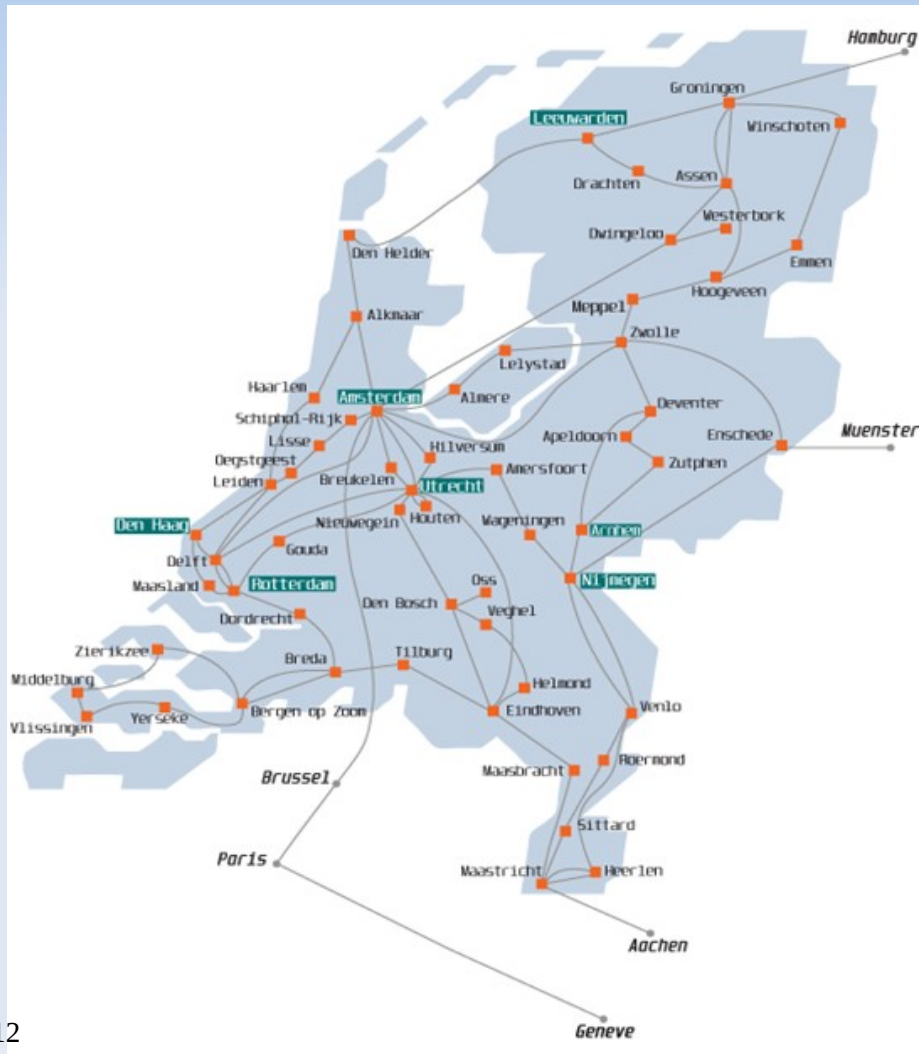 Hamburg
Groningen
Leeuwarden
Winschoten
Drachten
Assen
Westerbork
Dwingeloo
Den Helder
Emmen
Hoogeveen
Meppel
Alkmaar
Zwolle
Lelystad
Haarlem
Amsterdam
Almere
Schiphol-Rijk
Deventer
Lisse
Hilversum
Apeldoorn
Enschede
Muenster
Oegstgeest
Amersfoort
Zutphen
Leiden
Breukelen
Utrecht
Den Haag
Nieuwegein
Houten
Wageningen
Arnhem
Gouda
Delft
Maasland
Rotterdam
Oss
Nijmegen
Den Bosch
Veghel
Dordrecht
Zierikzee
Breda
Tilburg
Middelburg
Helmond
Vlissingen
Yerseke
Bergen op Zoom
Eindhoven
Venlo
Roermond
Maasbracht
Brussel
Sittard
Paris
Maastricht
Heerlen
Aachen
Geneve
12